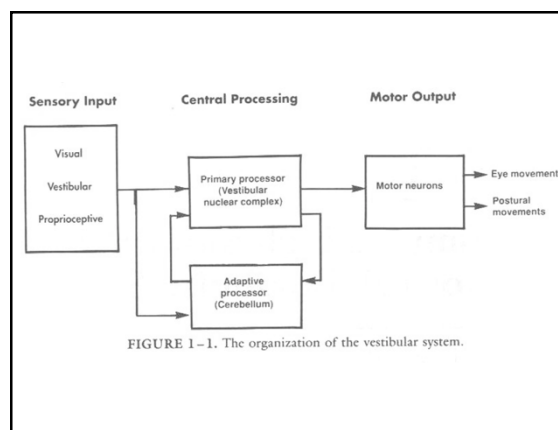 Sensory Input
Central Processing
Motor Output
Visual
Vestibular
Proprioceptive
Primary processor
(Vestibular
nuclear complex)
Motor neurons
Eye movement
Postural
movements
Adaptive
processor
(Cerebellum)
FIGURE 1–1. The organization of the vestibular system.